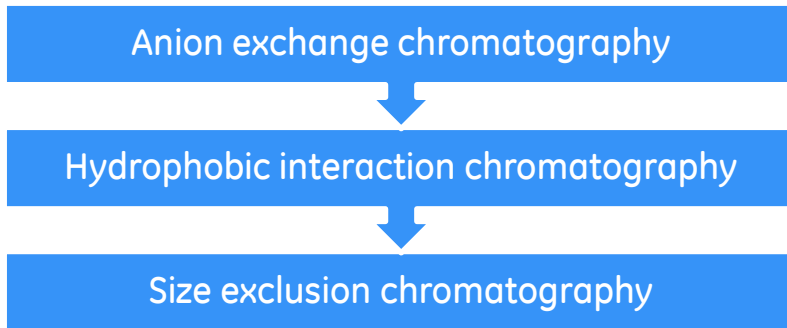 Anion exchange chromatography
Hydrophobic interaction chromatography
Size exclusion chromatography